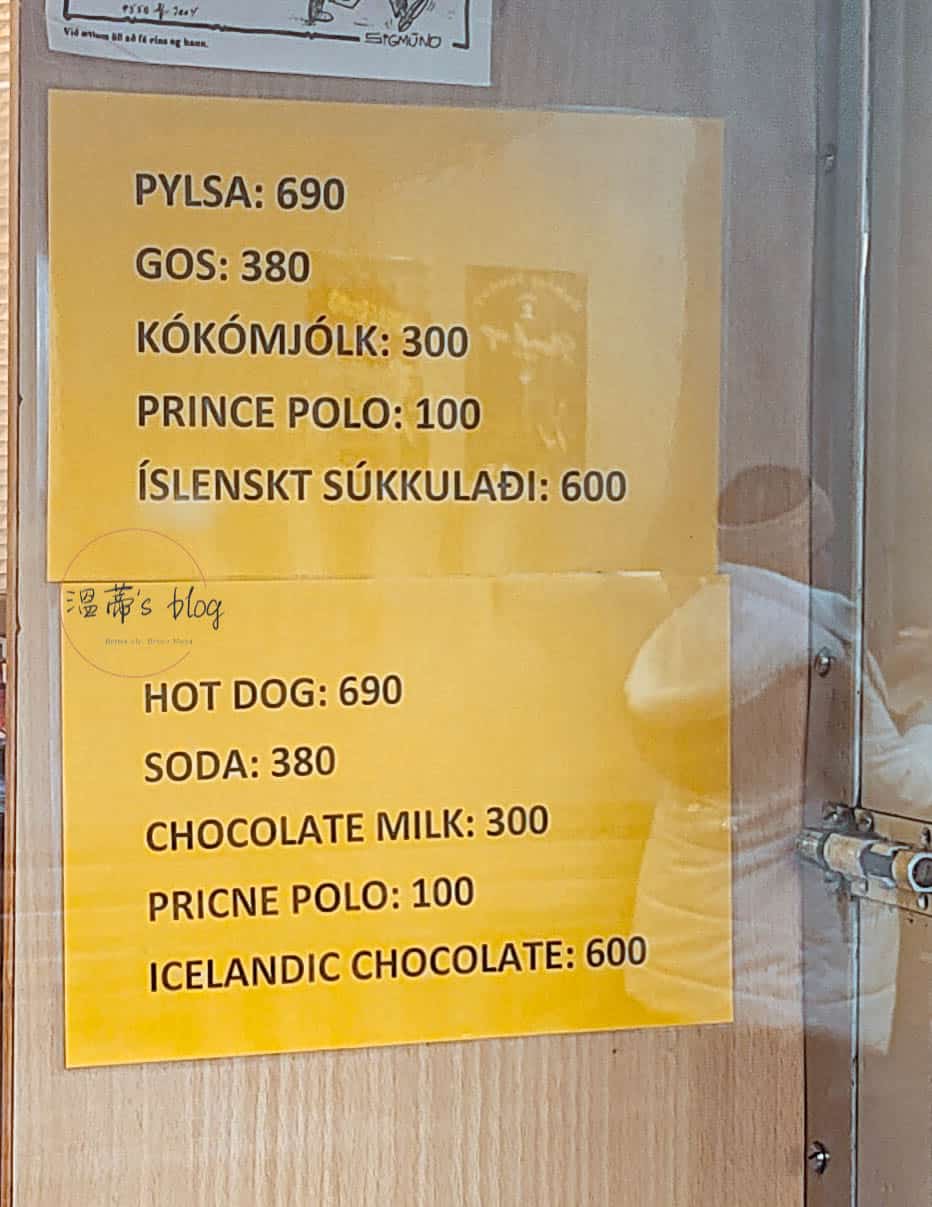 SIGMÚND
PYLSA: 690
GOS: 380
KÓKÓMJÓLK: 300
PRINCE POLO: 100
ÍSLENSKT SÚKKULAÐI: 600
溫蒂's blog
HOT DOG: 690
SODA: 380
CHOCOLATE MILK: 300
PRICNE POLO: 100
ICELANDIC CHOCOLATE: 600